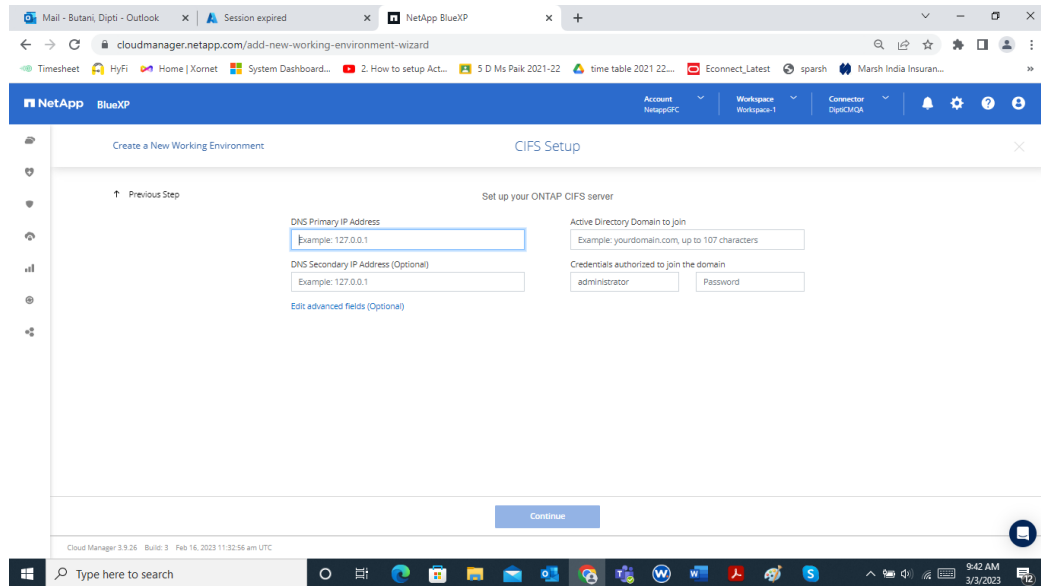 Mail - Butani, Dipti - Outlook
Session expired
NetApp BlueXP
cloudmanager.netapp.com/add-new-working-environment-wizard
Timesheet HyFi Home | Xornet System Dashboard... 2. How to setup Act... 5 D Ms Paik 2021-22 time table 2021 22.... Econnect_Latest sparsh Marsh India Insuran... »
NetApp BlueXP
Account
NetappGFC
Workspace
Workspace-1
Connector
DiptiCMQA
Create a New Working Environment
CIFS Setup
↑ Previous Step
Set up your ONTAP CIFS server
DNS Primary IP Address
Example: 127.0.0.1
DNS Secondary IP Address (Optional)
Example: 127.0.0.1
Edit advanced fields (Optional)
Active Directory Domain to join
Example: yourdomain.com, up to 107 characters
Credentials authorized to join the domain
administrator
Password
Continue
Cloud Manager 3.9.26 Build: 3 Feb 16, 2023 11:32:56 am UTC
Type here to search
9:42 AM
3/3/2023
12